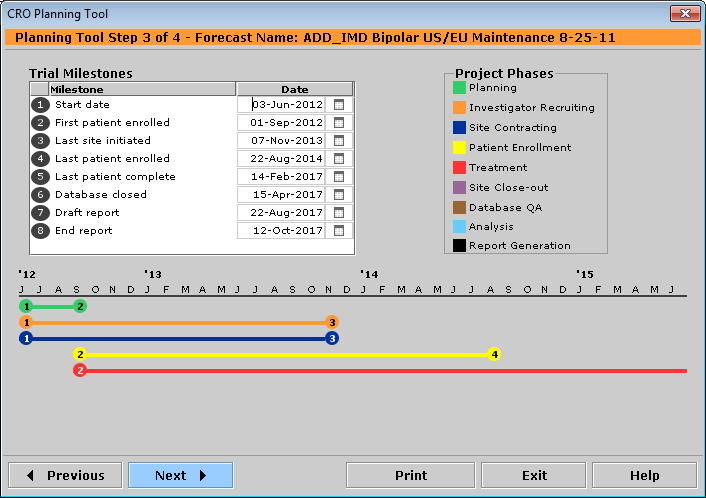 CRO Planning Tool
Planning Tool Step 3 of 4 - Forecast Name: ADD_IMD Bipolar US/EU Maintenance 8-25-11
Trial Milestones
Milestone Date
1 Start date 03-Jun-2012
2 First patient enrolled 01-Sep-2012
3 Last site initiated 07-Nov-2013
4 Last patient enrolled 22-Aug-2014
5 Last patient complete 14-Feb-2017
6 Database closed 15-Apr-2017
7 Draft report 22-Aug-2017
8 End report 12-Oct-2017
Project Phases
Planning
Investigator Recruiting
Site Contracting
Patient Enrollment
Treatment
Site Close-out
Database QA
Analysis
Report Generation
'12 '13 '14 '15
J J A S O N D J F M A M J J A S O N D J F M A M J J A S O N D J F M A M J
1 2
1 3
1 3
2 4
2
Previous Next Print Exit Help